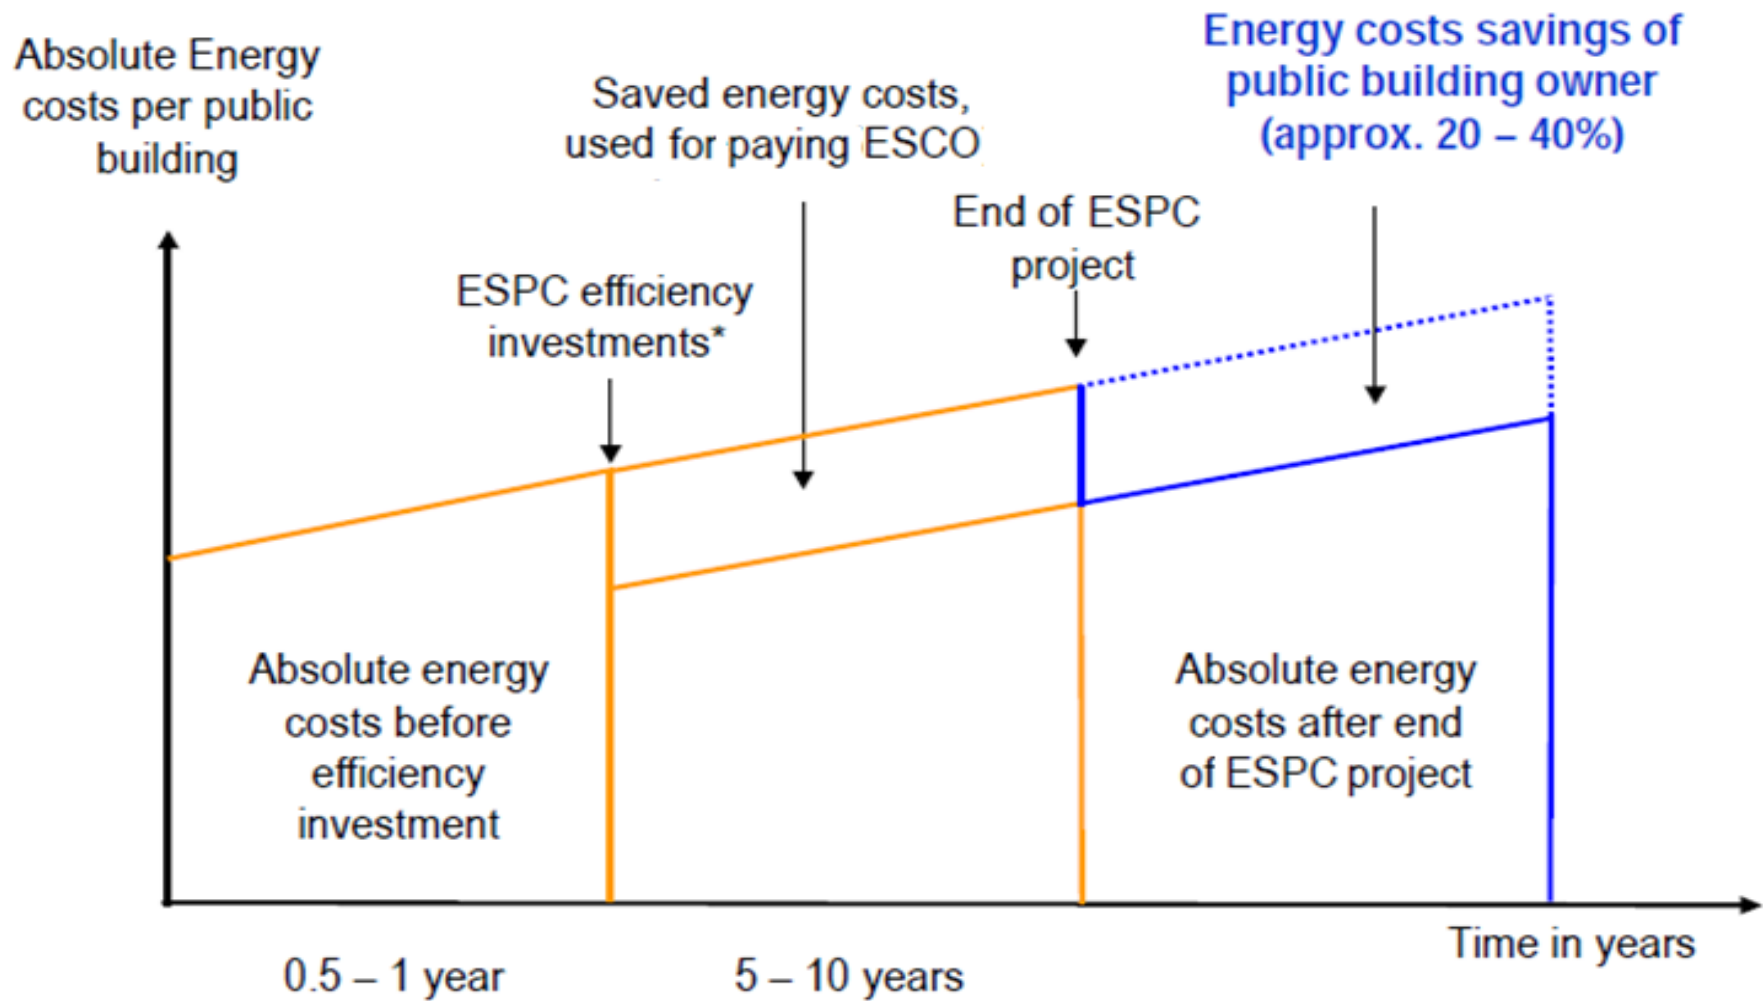 Absolute Energy
costs per public
building
Saved energy costs,
used for paying ESCO
Energy costs savings of
public building owner
(approx. 20 – 40%)
End of ESPC
project
ESPC efficiency
investments*
Absolute energy
costs before
efficiency
investment
Absolute energy
costs after end
of ESPC project
Time in years
0.5 – 1 year
5 – 10 years